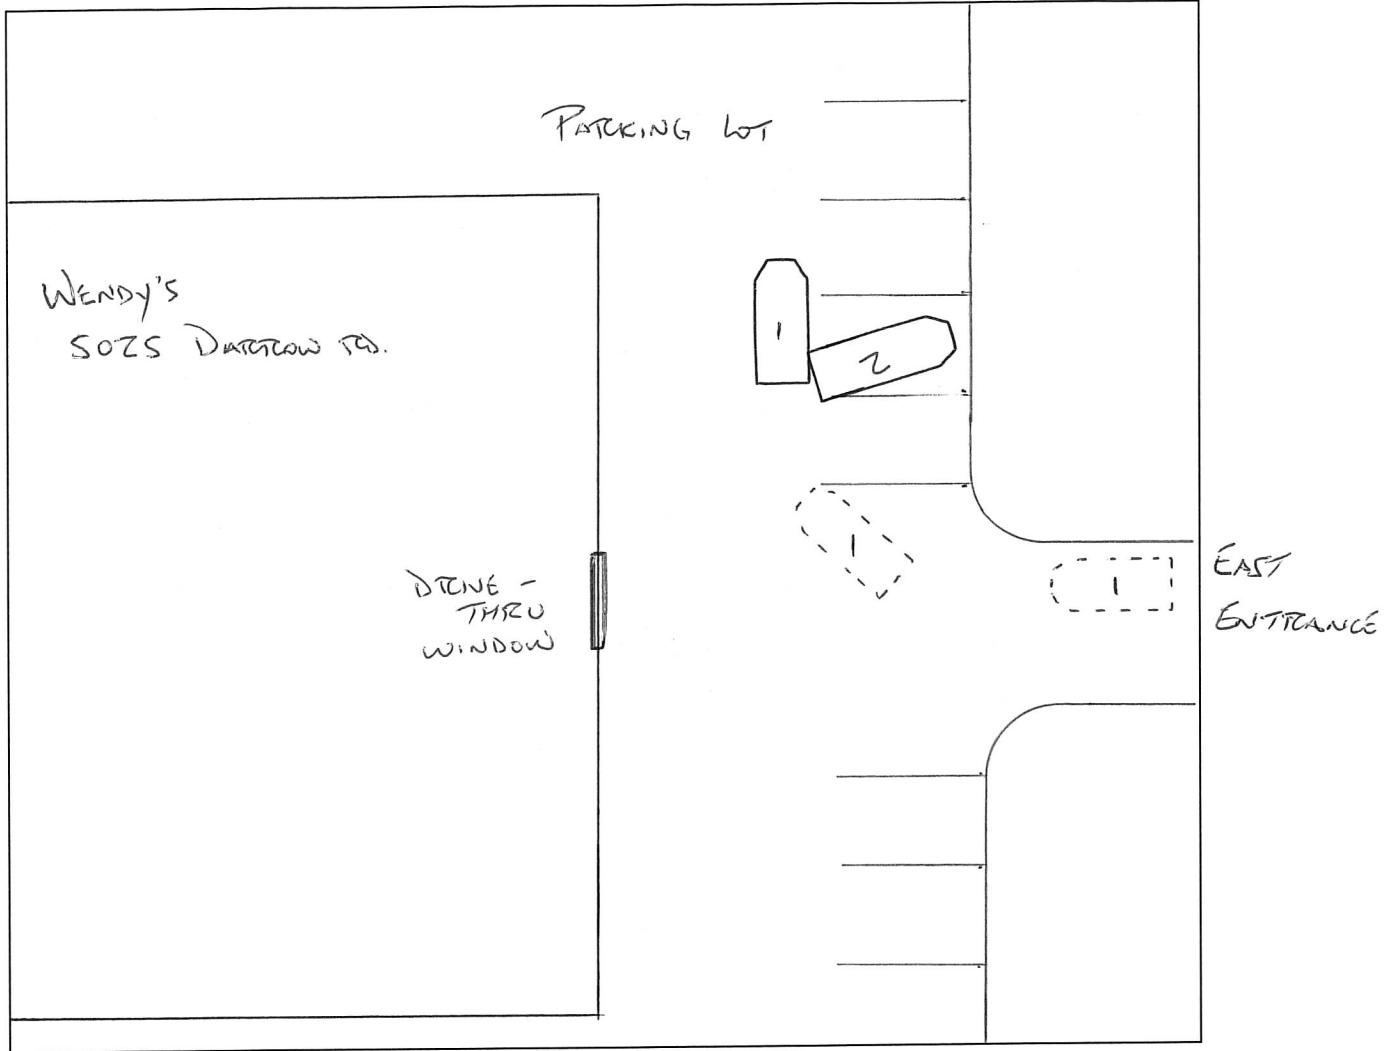 PARKING LOT
WENDY'S
5025 DARROW RD.
1
2
1
1
DRIVE -
THRU
WINDOW
EAST
ENTRANCE